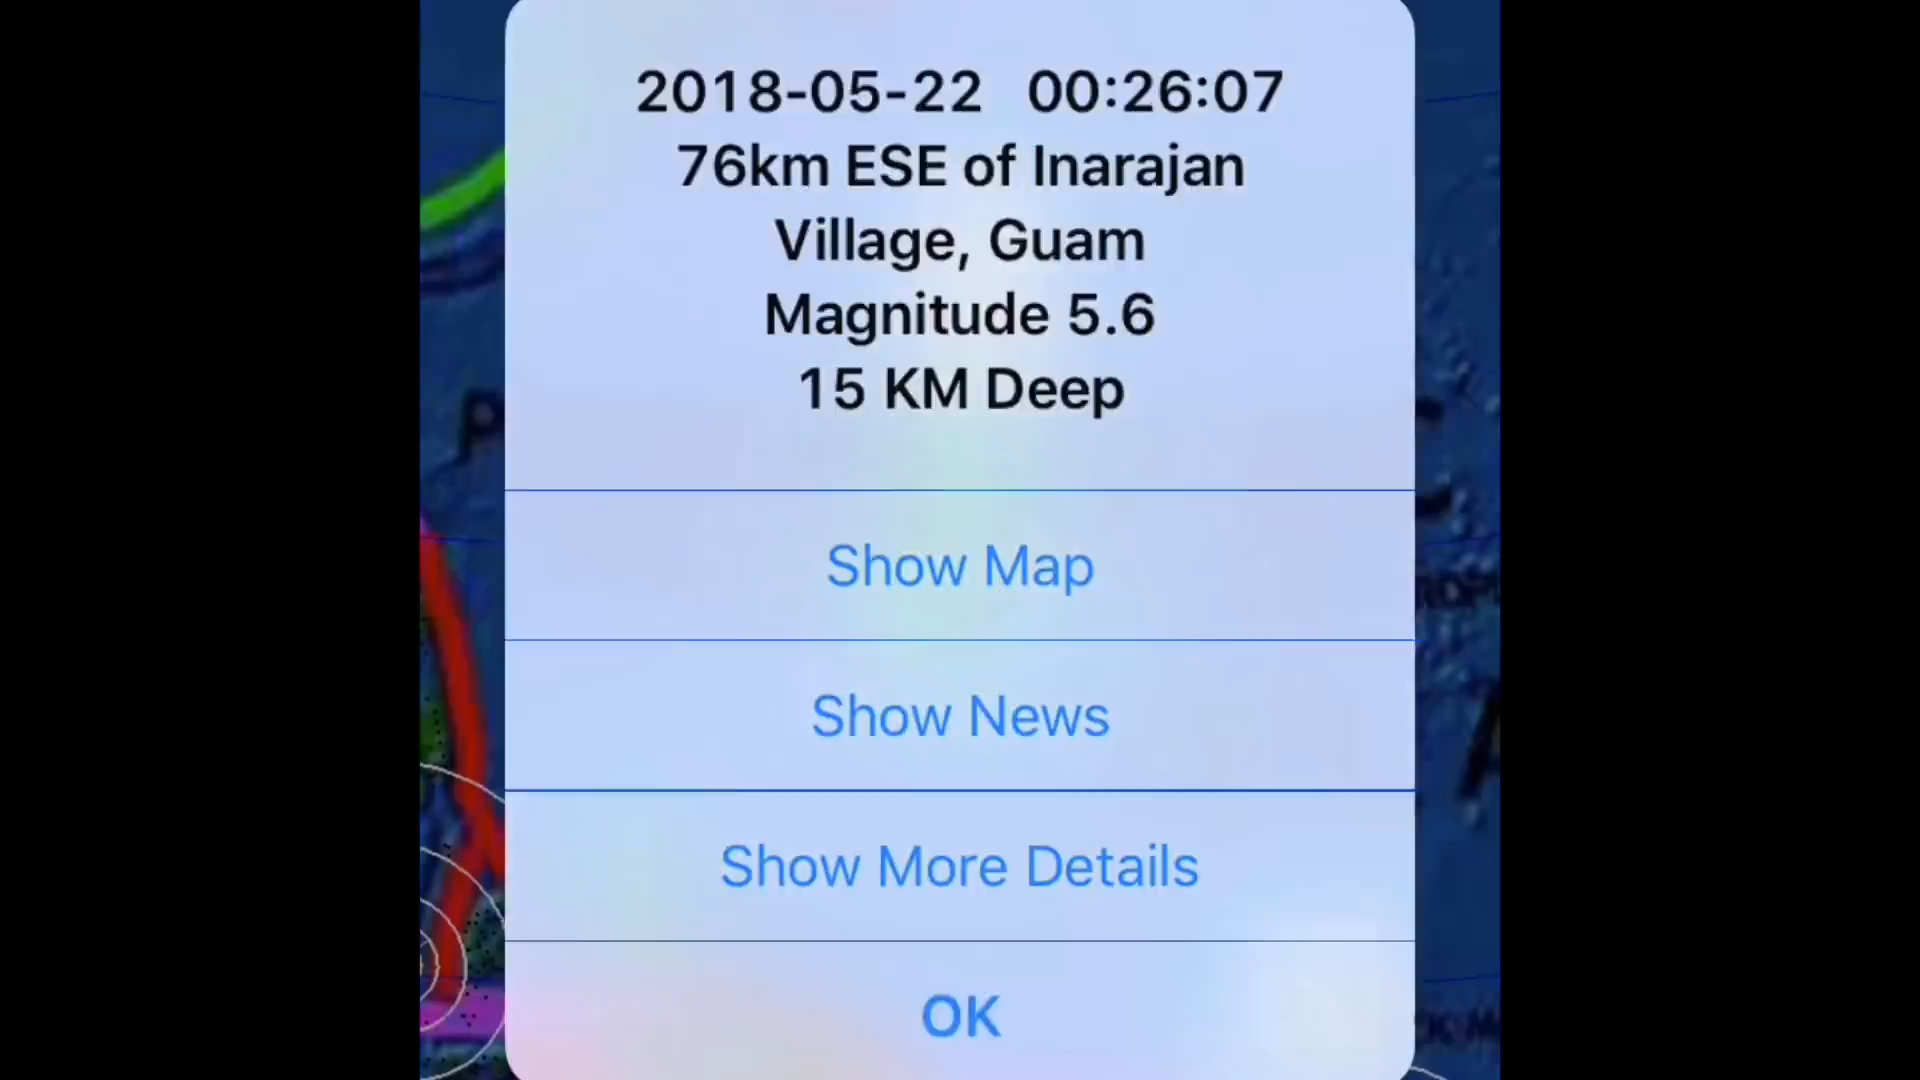 2018-05-22 00:26:07
76km ESE of Inarajan
Village, Guam
Magnitude 5.6
15 KM Deep
Show Map
Show News
Show More Details
OK